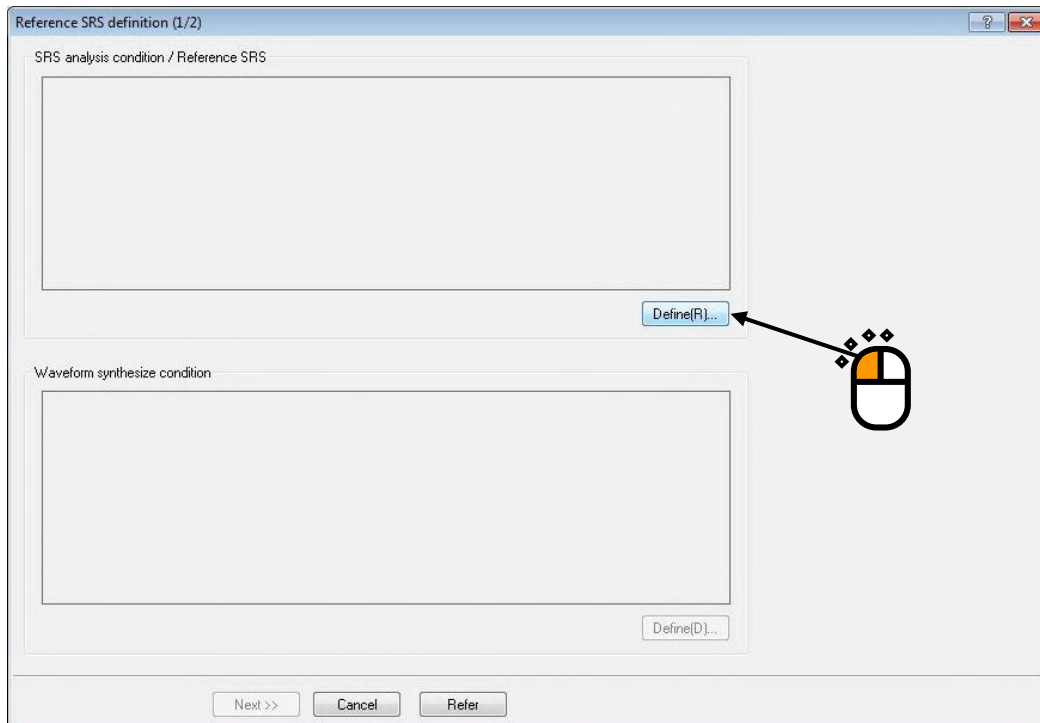 Reference SRS definition (1/2)
SRS analysis condition / Reference SRS
Define(R)...
Waveform synthesize condition
Define(D)...
Next >>
Cancel
Refer